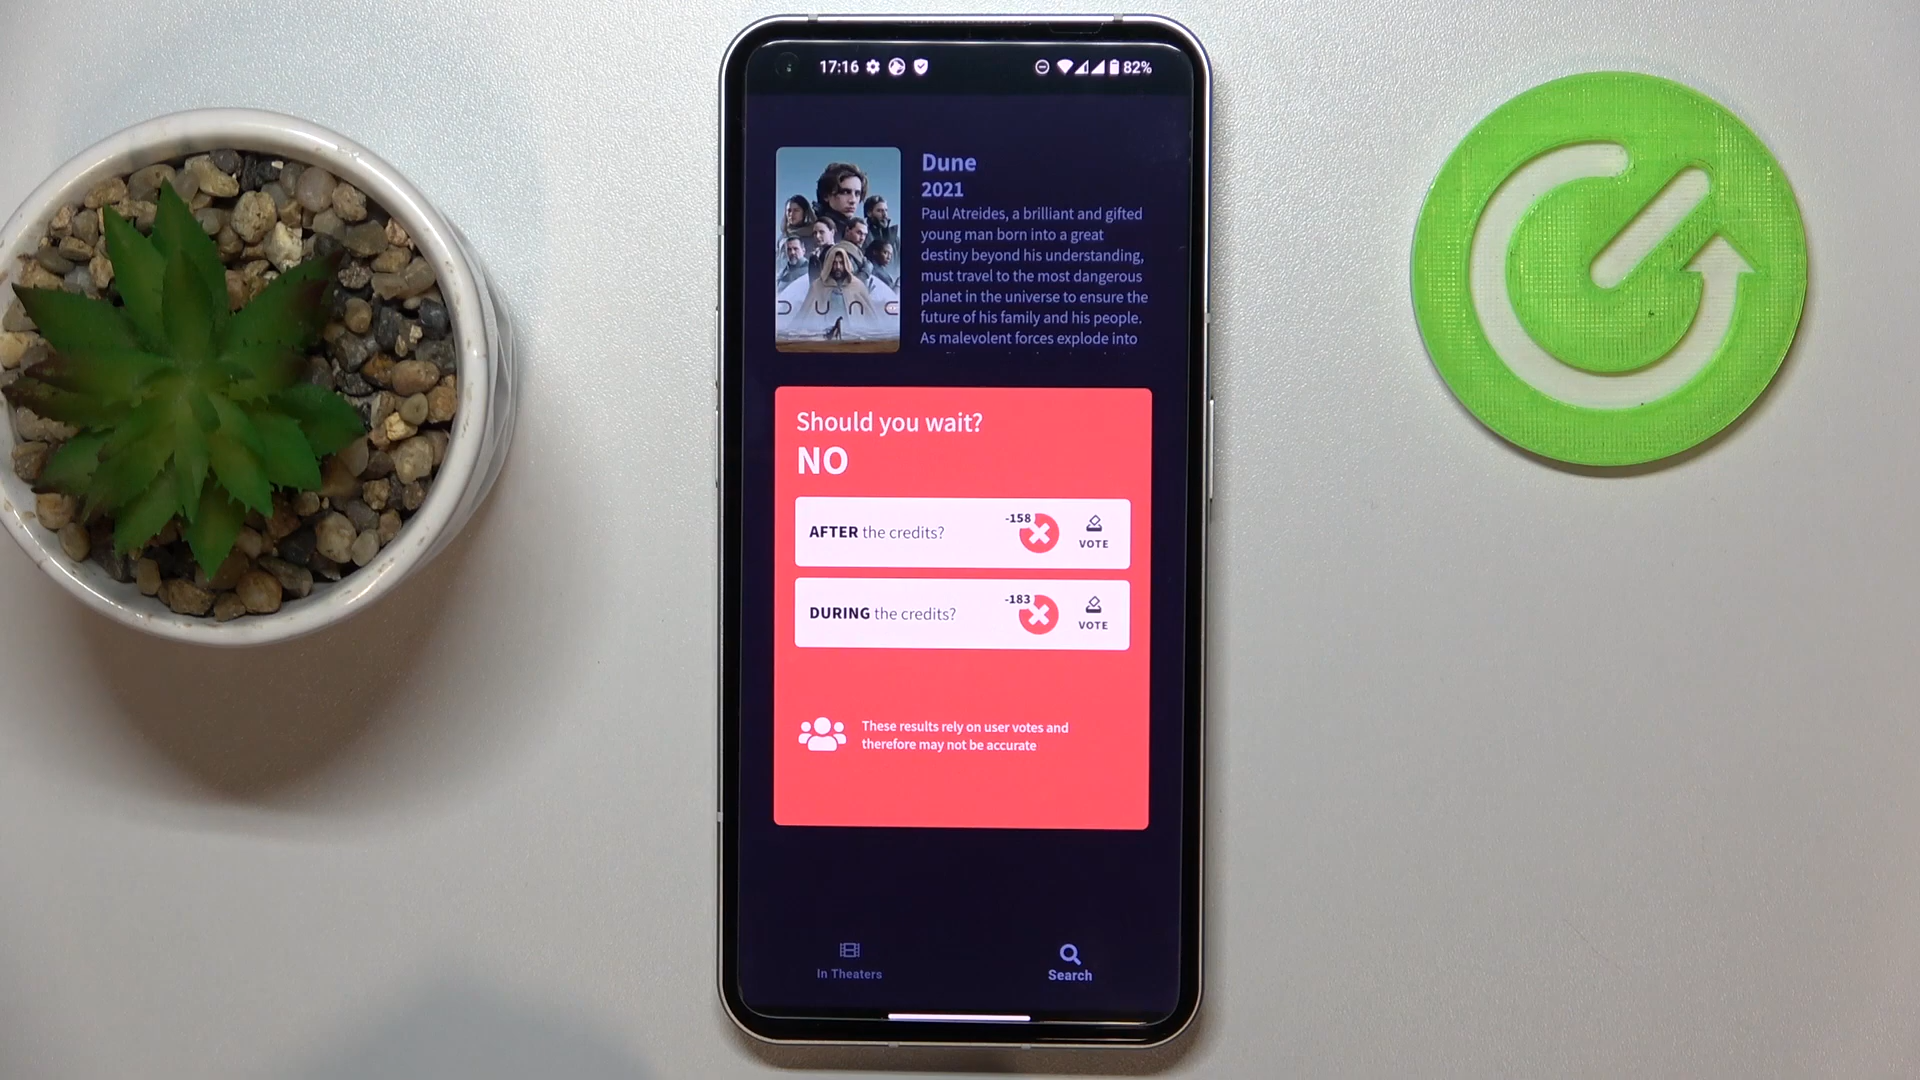 17:16
82%
Dune
2021
Paul Atreides, a brilliant and gifted
young man born into a great
destiny beyond his understanding,
must travel to the most dangerous
planet in the universe to ensure the
future of his family and his people.
As malevolent forces explode into
DUNE
Should you wait?
NO
AFTER the credits?
-158
VOTE
DURING the credits?
-183
VOTE
These results rely on user votes and
therefore may not be accurate
In Theaters
Search